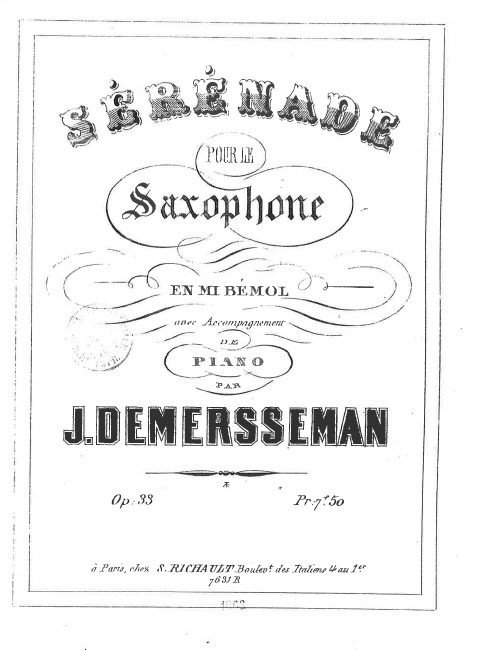 SÉRÉNADE
POUR LE
Saxophone
EN MI BÉMOL
avec Accompagnement
DE
PIANO
PAR
J. DEMERSSEMAN
Æ
Op: 33 Pr: 7f 50
à Paris, chez S. RICHAULT Boulevt. des Italiens 4 au 1er
7631 R